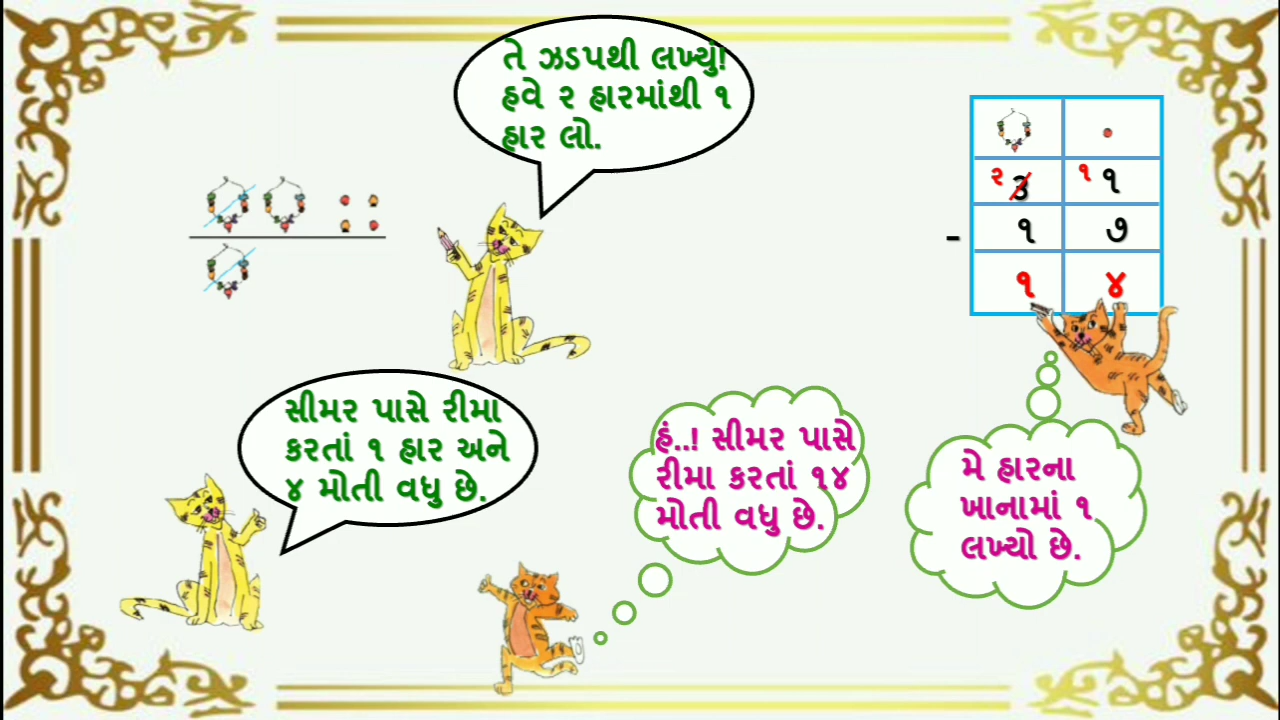 તે ઝડપથી લખ્યું!
હવે ૨ હારમાંથી ૧
હાર લો.
૨ ૩ ૧ ૧
- ૧ ૭
૧ ૪
સીમર પાસે રીમા
કરતાં ૧ હાર અને
૪ મોતી વધુ છે.
હં..! સીમર પાસે
રીમા કરતાં ૧૪
મોતી વધુ છે.
મે હારના
ખાનામાં ૧
લખ્યો છે.